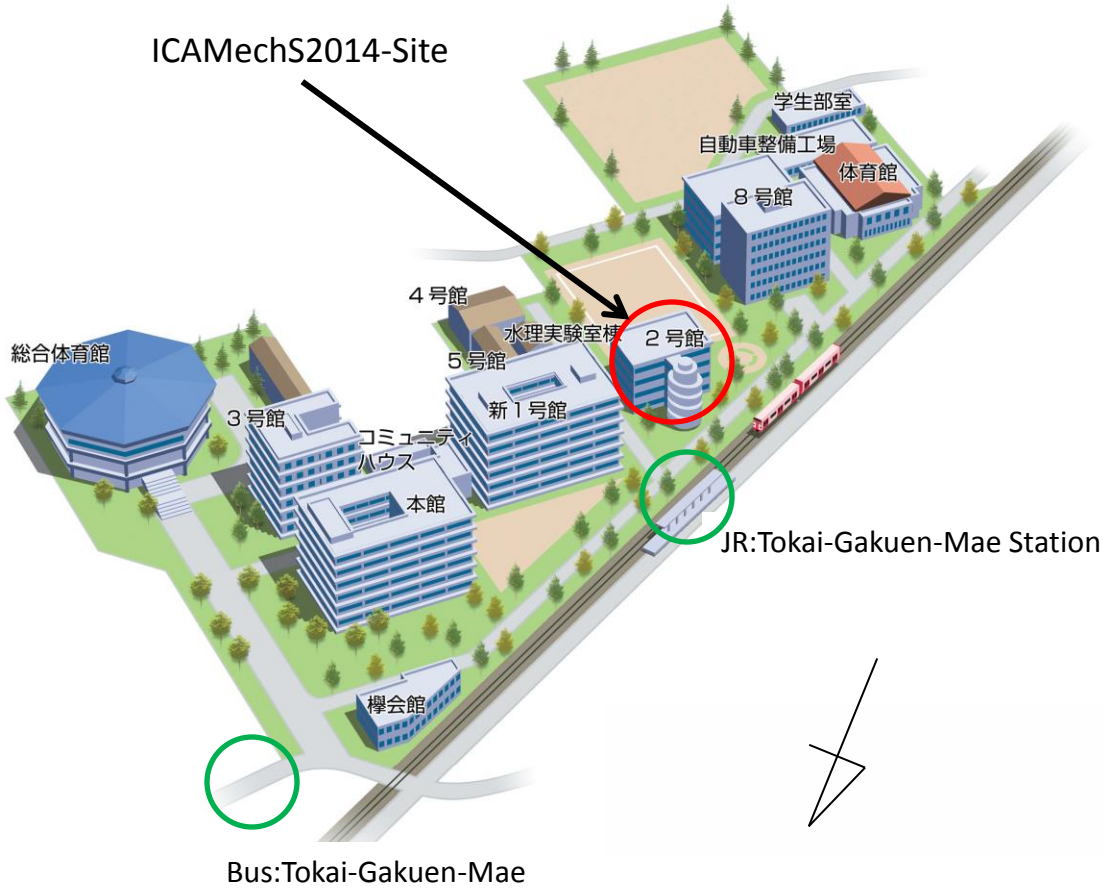 ICAMechS2014-Site
学生部室
自動車整備工場
体育館
8号館
4号館
水理実験室棟
2号館
総合体育館
5号館
新1号館
3号館
コミュニティ
ハウス
本館
JR:Tokai-Gakuen-Mae Station
欅会館
Bus:Tokai-Gakuen-Mae